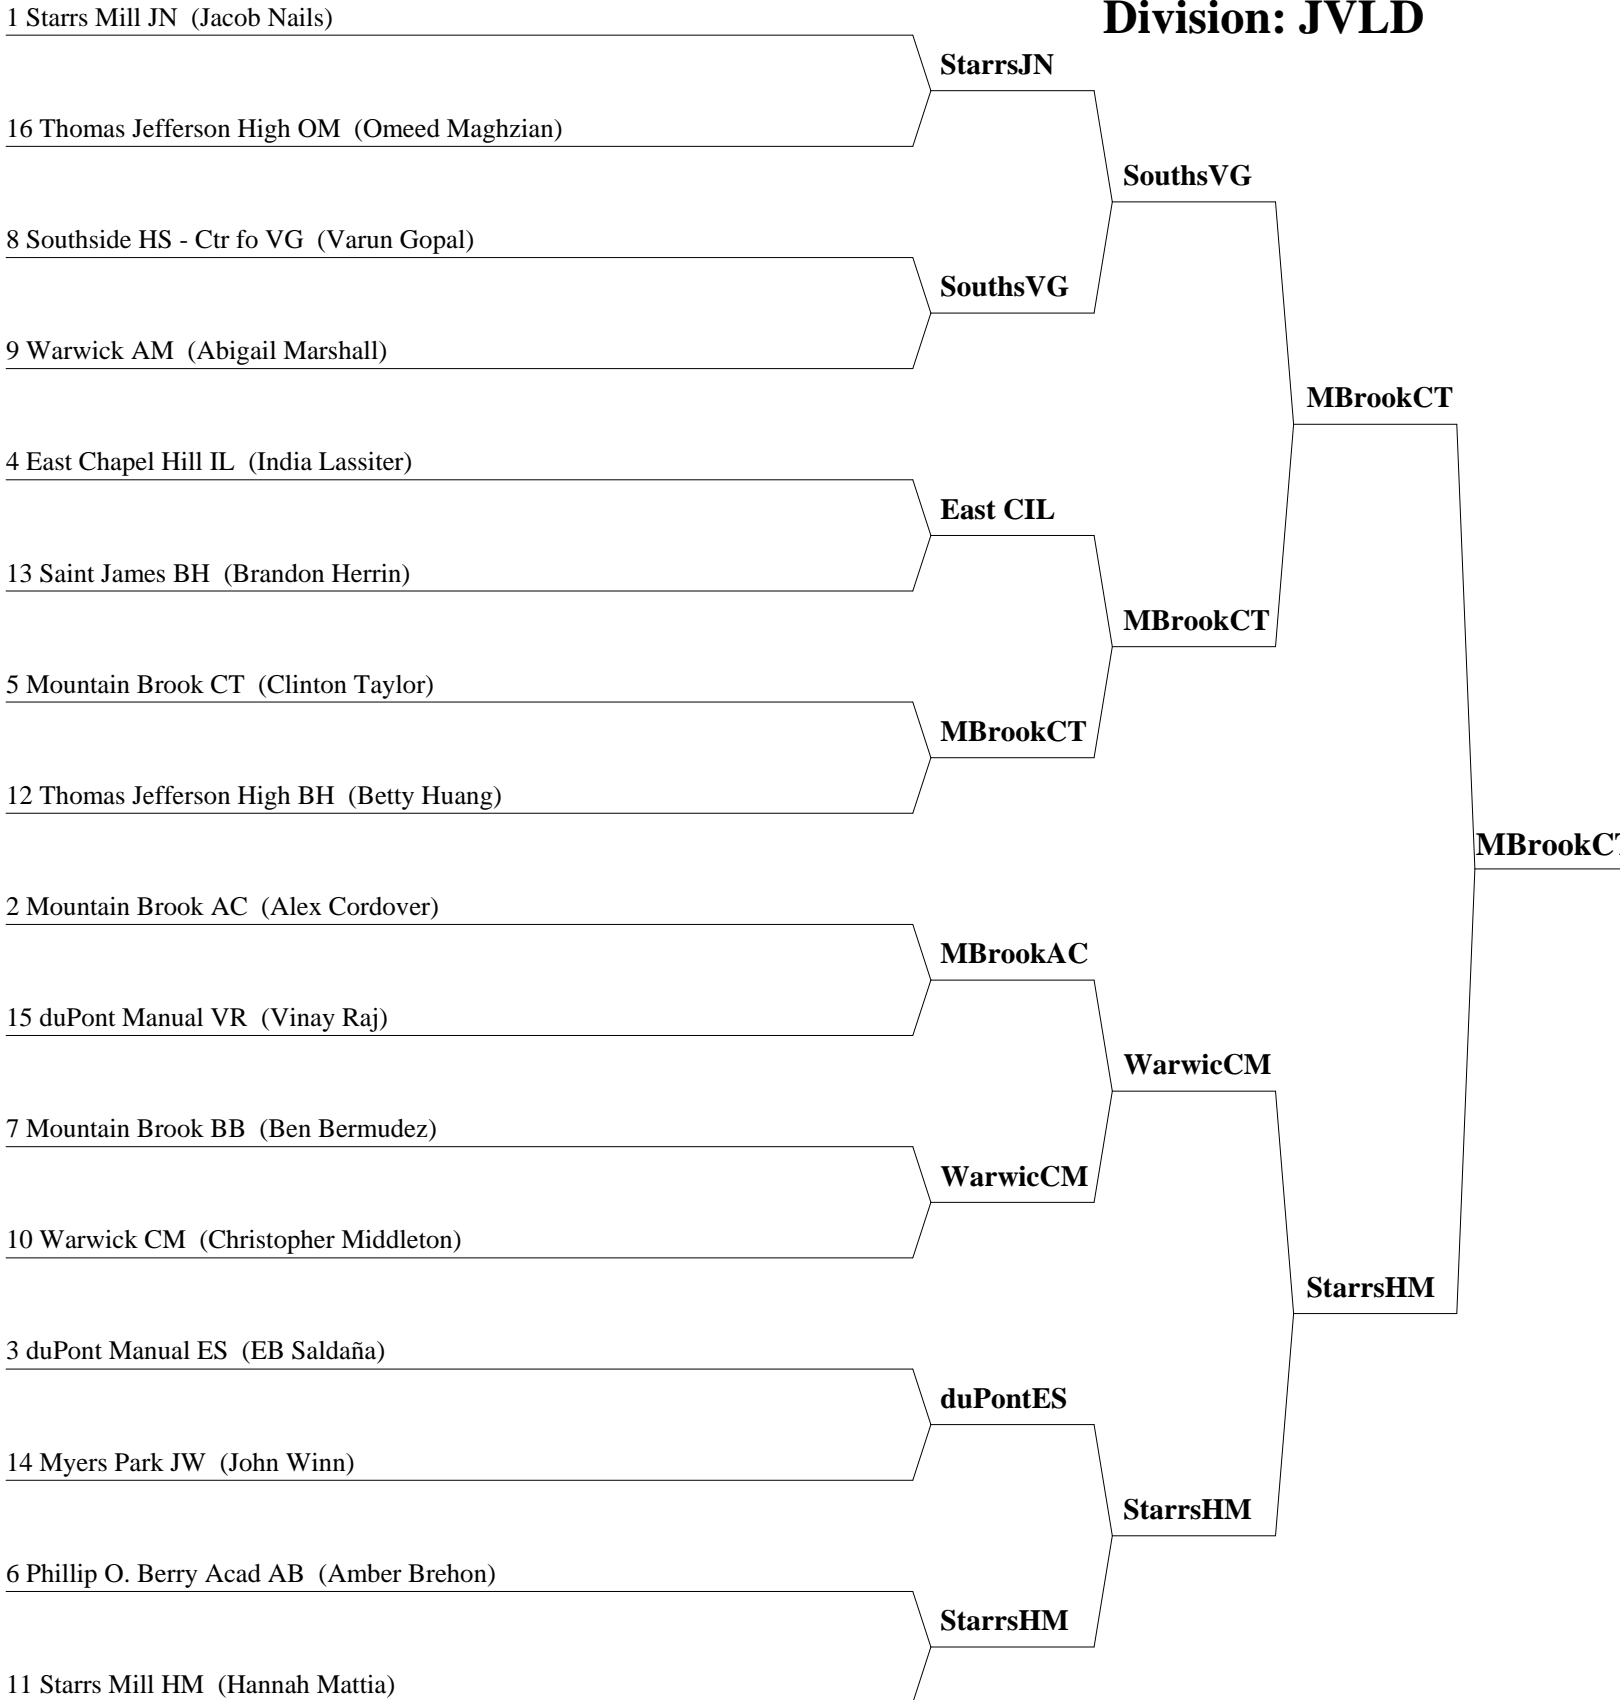 Division: JVLD
1 Starrs Mill JN (Jacob Nails)
StarrsJN
16 Thomas Jefferson High OM (Omeed Maghzian)
SouthsVG
8 Southside HS - Ctr fo VG (Varun Gopal)
SouthsVG
9 Warwick AM (Abigail Marshall)
MBrookCT
4 East Chapel Hill IL (India Lassiter)
East CIL
13 Saint James BH (Brandon Herrin)
MBrookCT
5 Mountain Brook CT (Clinton Taylor)
MBrookCT
12 Thomas Jefferson High BH (Betty Huang)
MBrookCT
2 Mountain Brook AC (Alex Cordover)
MBrookAC
15 duPont Manual VR (Vinay Raj)
WarwicCM
7 Mountain Brook BB (Ben Bermudez)
WarwicCM
10 Warwick CM (Christopher Middleton)
StarrsHM
3 duPont Manual ES (EB Saldaña)
duPontES
14 Myers Park JW (John Winn)
StarrsHM
6 Phillip O. Berry Acad AB (Amber Brehon)
StarrsHM
11 Starrs Mill HM (Hannah Mattia)